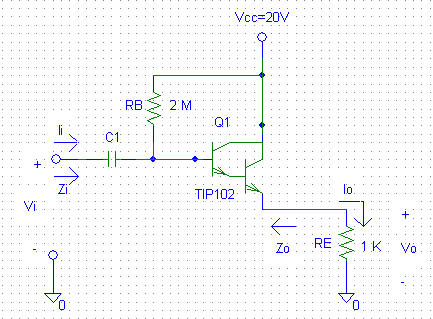 Vcc=20V
RB 2 M
Q1
Ii
C1
+
Zi
TIP102
Io
Vi
+
Zo
RE 1 K
Vo
-
-
0
0